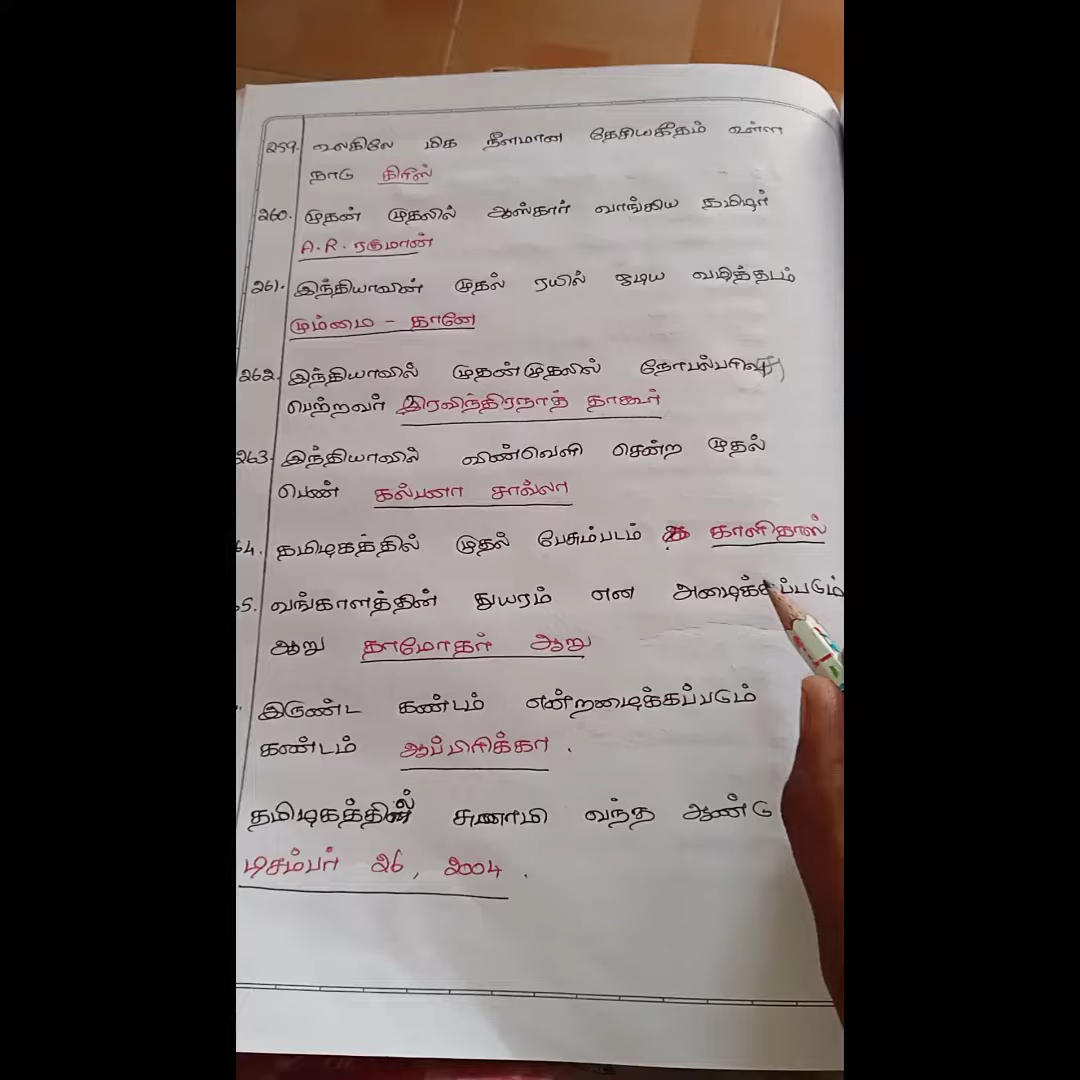 259. உலகிலே மிக நீளமான தேசியகீதம் உள்ள
நாடு கிரீஸ்
260. முதன் முதலில் ஆஸ்கார் வாங்கிய தமிழர்
A.R. ரகுமான்
261. இந்தியாவின் முதல் ரயில் ஓடிய வழித்தடம்
மும்மை - தானே
262. இந்தியாவில் முதன்முதலில் நோபல்பரிசு
பெற்றவர் இரவிந்திரநாத் தாகூர்
263. இந்தியாவில் விண்வெளி சென்ற முதல்
பெண் கல்பனா சாவ்லா
64. தமிழகத்தில் முதல் பேசும்படம் காளிதாஸ்
65. வங்காளத்தின் துயரம் என அழைக்கப்படும்
ஆறு தாமோதர் ஆறு
இருண்ட கண்டம் என்றழைக்கப்படும்
கண்டம் ஆப்பிரிக்கா .
தமிழகத்தில் சுனாமி வந்த ஆண்டு
டிசம்பர் 26, 2004 .